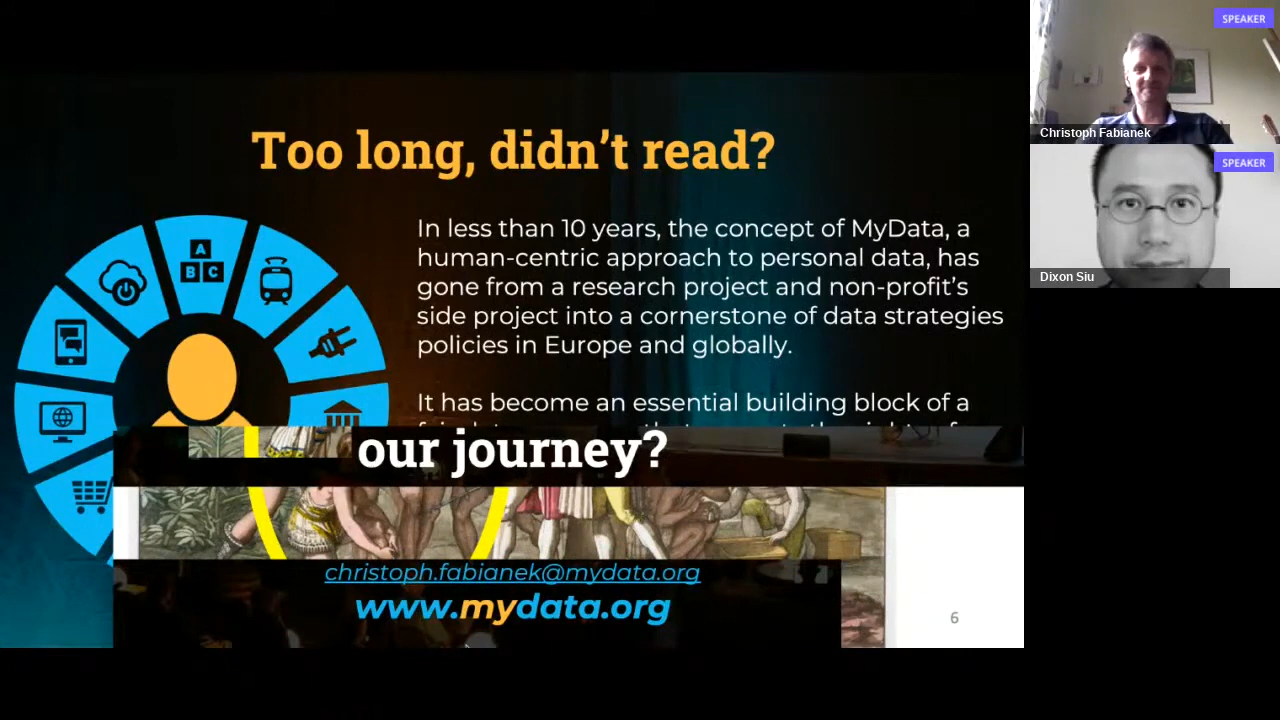 Too long, didn't read?
In less than 10 years, the concept of MyData, a
human-centric approach to personal data, has
gone from a research project and non-profit's
side project into a cornerstone of data strategies
policies in Europe and globally.
It has become an essential building block of a
our journey?
christoph.fabianek@mydata.org
www.mydata.org
6
A
B C
SPEAKER
Christoph Fabianek
SPEAKER
Dixon Siu